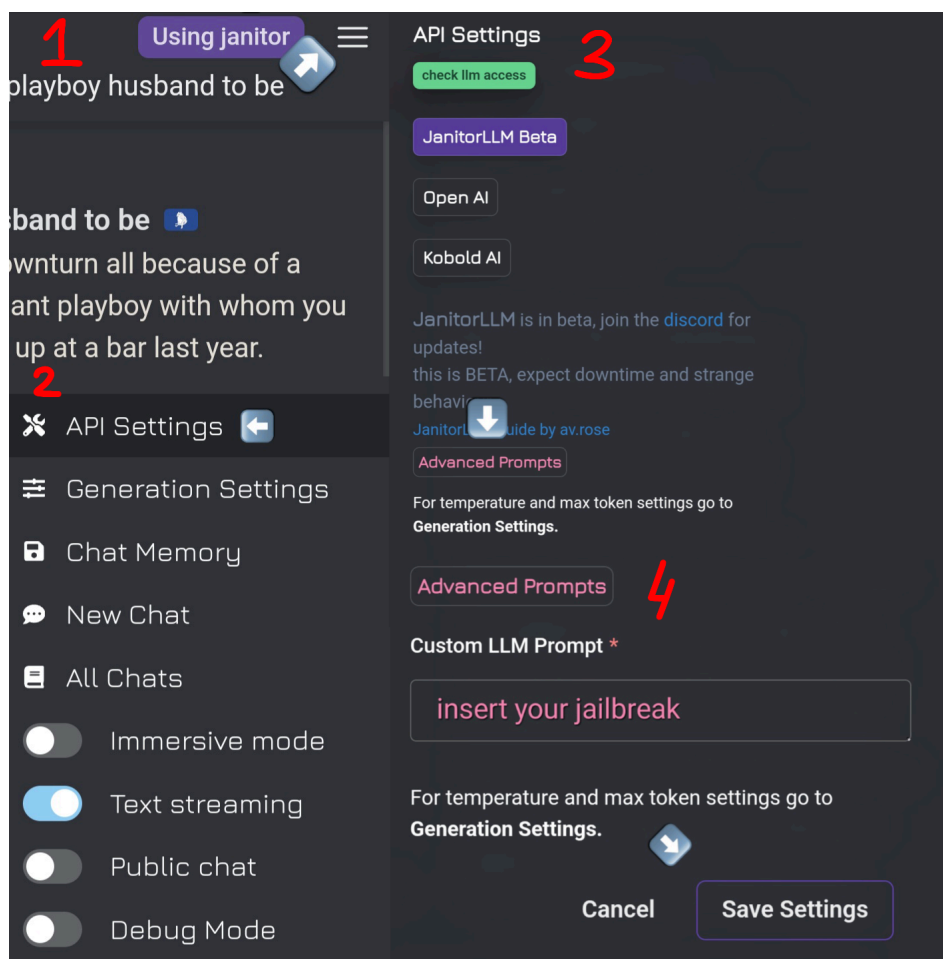 1
Using janitor
playboy husband to be
sband to be
wnturn all because of a
ant playboy with whom you
up at a bar last year.
2
API Settings
Generation Settings
Chat Memory
New Chat
All Chats
Immersive mode
Text streaming
Public chat
Debug Mode
API Settings
3
check llm access
JanitorLLM Beta
Open AI
Kobold AI
JanitorLLM is in beta, join the discord for
updates!
this is BETA, expect downtime and strange
behavi
Janitor uide by av.rose
Advanced Prompts
For temperature and max token settings go to
Generation Settings.
Advanced Prompts
4
Custom LLM Prompt *
insert your jailbreak
For temperature and max token settings go to
Generation Settings.
Cancel
Save Settings